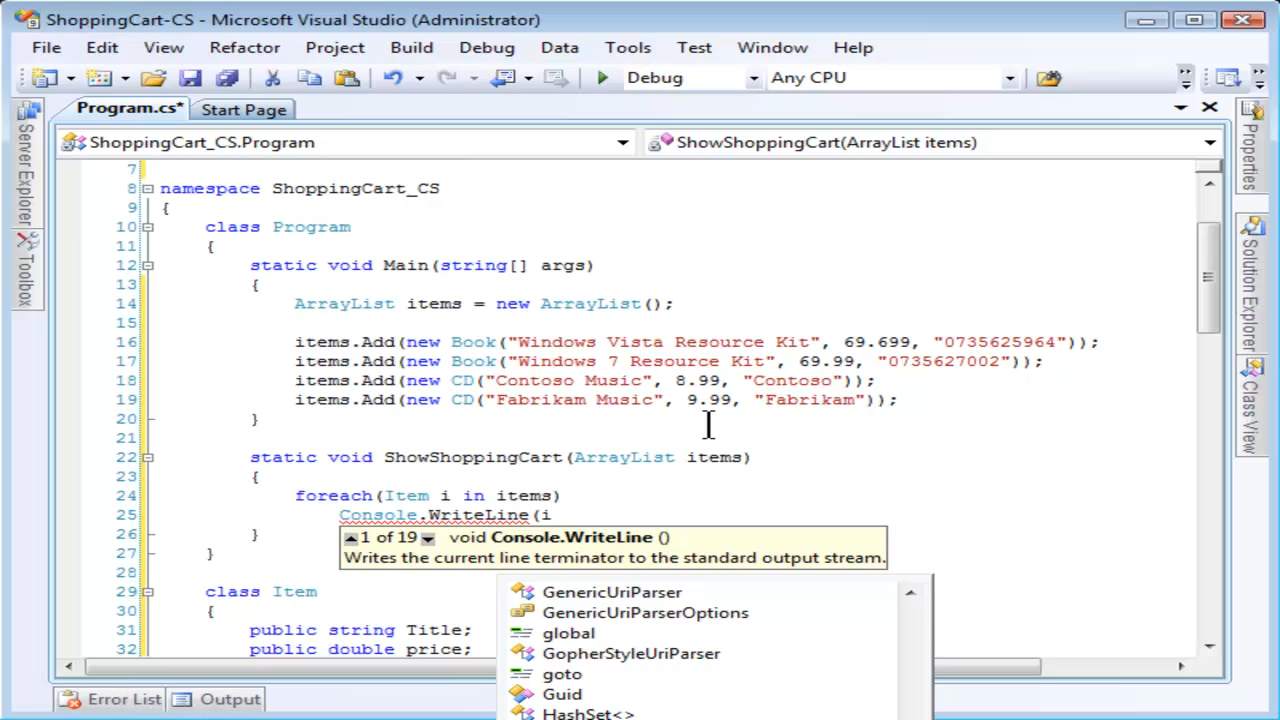 ShoppingCart-CS - Microsoft Visual Studio (Administrator)
File Edit View Refactor Project Build Debug Data Tools Test Window Help
Debug Any CPU
Program.cs* Start Page
ShoppingCart_CS.Program ShowShoppingCart(ArrayList items)
Server Explorer
Toolbox
Properties
Solution Explorer
Class View
7
8 namespace ShoppingCart_CS
9 {
10 class Program
11 {
12 static void Main(string[] args)
13 {
14 ArrayList items = new ArrayList();
15
16 items.Add(new Book("Windows Vista Resource Kit", 69.699, "0735625964"));
17 items.Add(new Book("Windows 7 Resource Kit", 69.99, "0735627002"));
18 items.Add(new CD("Contoso Music", 8.99, "Contoso"));
19 items.Add(new CD("Fabrikam Music", 9.99, "Fabrikam"));
20 }
21
22 static void ShowShoppingCart(ArrayList items)
23 {
24 foreach(Item i in items)
25 Console.WriteLine(i
26 }
27 }
28
29 class Item
30 {
31 public string Title;
32 public double price;
1 of 19 void Console.WriteLine ()
Writes the current line terminator to the standard output stream.
GenericUriParser
GenericUriParserOptions
global
GopherStyleUriParser
goto
Guid
HashSet<>
Error List Output